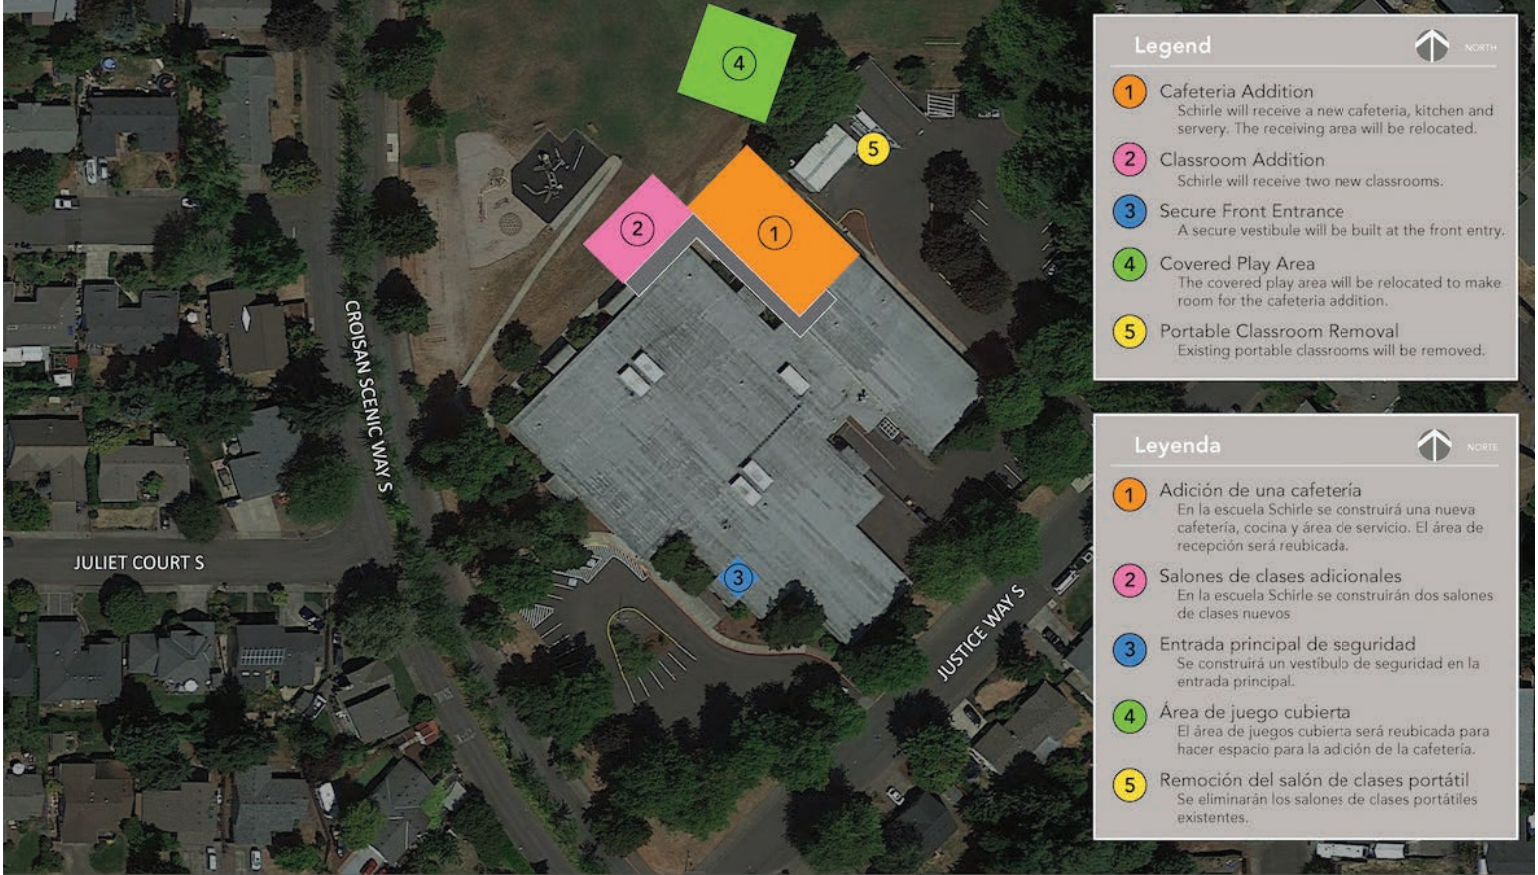 4
5
2
1
3
CROISAN SCENIC WAY S
JULIET COURT S
JUSTICE WAY S
Legend
NORTH
1 Cafeteria Addition
Schirle will receive a new cafeteria, kitchen and
servery. The receiving area will be relocated.
2 Classroom Addition
Schirle will receive two new classrooms.
3 Secure Front Entrance
A secure vestibule will be built at the front entry.
4 Covered Play Area
The covered play area will be relocated to make
room for the cafeteria addition.
5 Portable Classroom Removal
Existing portable classrooms will be removed.
Leyenda
NORTE
1 Adición de una cafetería
En la escuela Schirle se construirá una nueva
cafetería, cocina y área de servicio. El área de
recepción será reubicada.
2 Salones de clases adicionales
En la escuela Schirle se construirán dos salones
de clases nuevos
3 Entrada principal de seguridad
Se construirá un vestíbulo de seguridad en la
entrada principal.
4 Área de juego cubierta
El área de juegos cubierta será reubicada para
hacer espacio para la adición de la cafetería.
5 Remoción del salón de clases portátil
Se eliminarán los salones de clases portátiles
existentes.